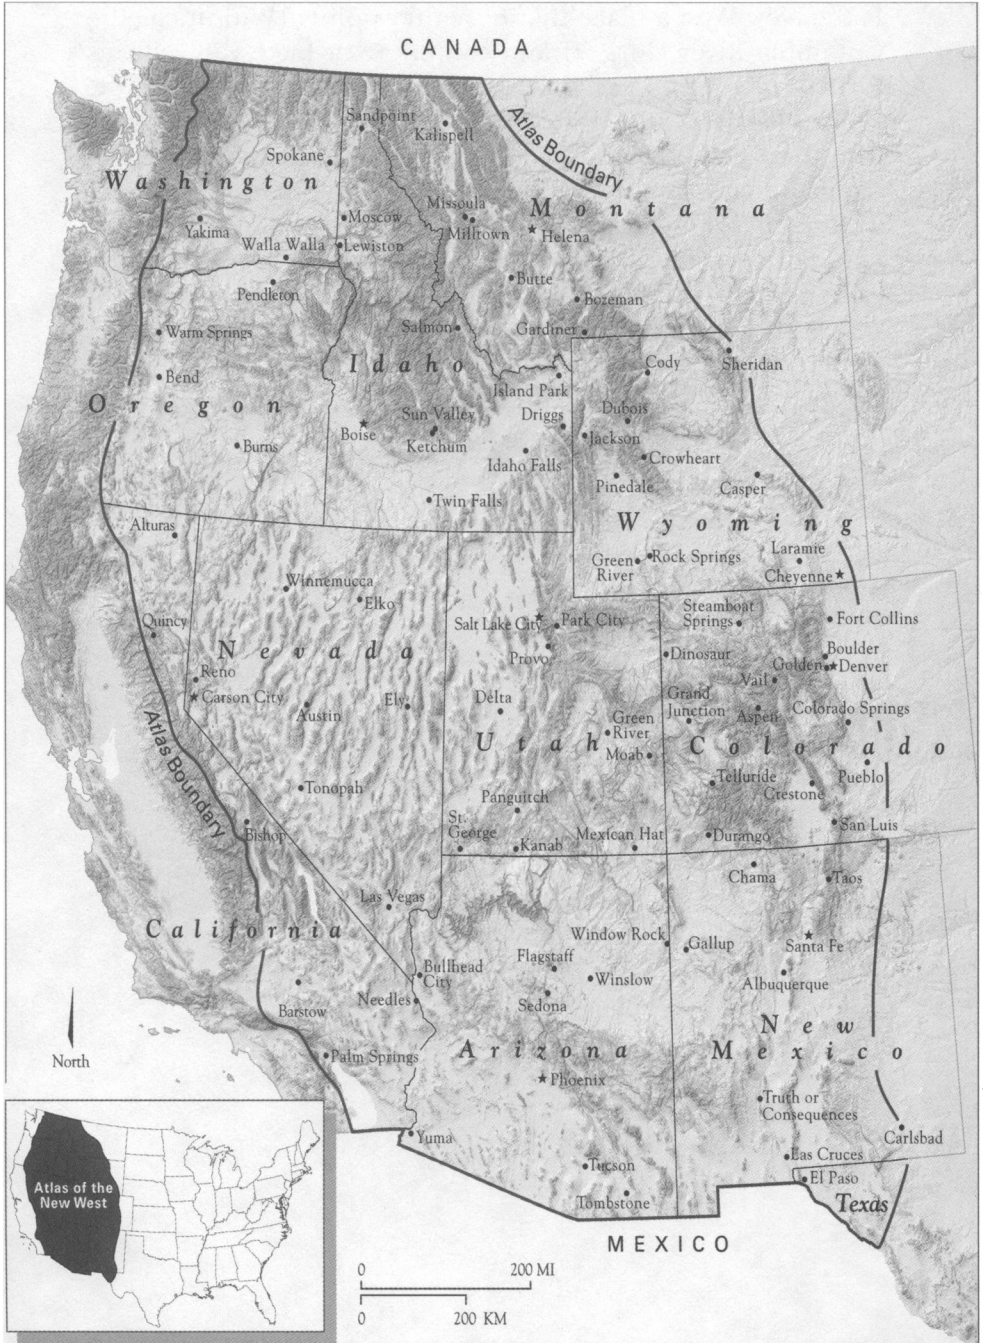 CANADA
Atlas Boundary
Sandpoint
Kalispell
Spokane
Washington
Missoula
Montana
Yakima
Moscow
Milltown
Helena
Walla Walla
Lewiston
Pendleton
Butte
Bozeman
Warm Springs
Salmon
Gardiner
Idaho
Cody
Sheridan
Bend
Island Park
Oregon
Sun Valley
Driggs
Dubois
Boise
Ketchum
Jackson
Burns
Idaho Falls
Crowheart
Pinedale
Casper
Twin Falls
Wyoming
Alturas
Green
River
Rock Springs
Laramie
Cheyenne
Winnemucca
Elko
Steamboat
Springs
Fort Collins
Quincy
Salt Lake City
Park City
Nevada
Provo
Dinosaur
Boulder
Golden
Denver
Reno
Vail
Carson City
Austin
Ely
Delta
Grand
Junction
Aspen
Colorado Springs
Green
River
Utah
Moab
Colorado
Atlas Boundary
Tonopah
Telluride
Crestone
Pueblo
Panguitch
Bishop
St.
George
Kanab
Mexican Hat
Durango
San Luis
Chama
Taos
Las Vegas
California
Window Rock
Gallup
Santa Fe
Flagstaff
Bullhead
City
Winslow
Albuquerque
Barstow
Needles
Sedona
New
Mexico
North
Palm Springs
Arizona
Phoenix
Truth or
Consequences
Yuma
Carlsbad
Las Cruces
Tucson
El Paso
Tombstone
Texas
Atlas of the
New West
MEXICO
0 200 MI
0 200 KM